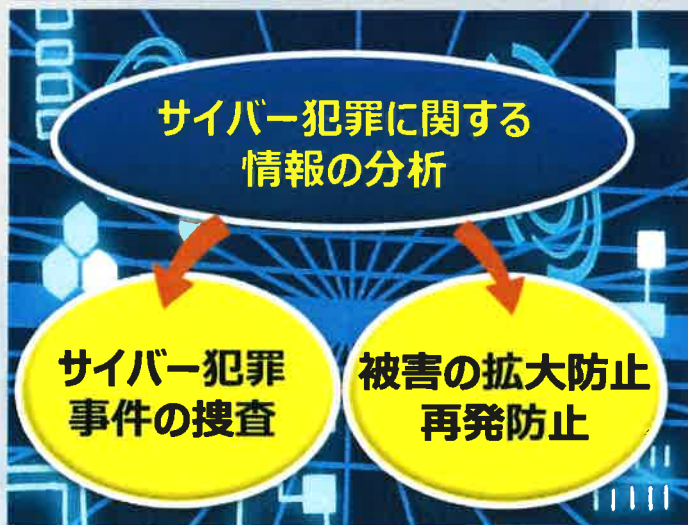 サイバー犯罪に関する
情報の分析
サイバー犯罪
事件の捜査
被害の拡大防止
再発防止